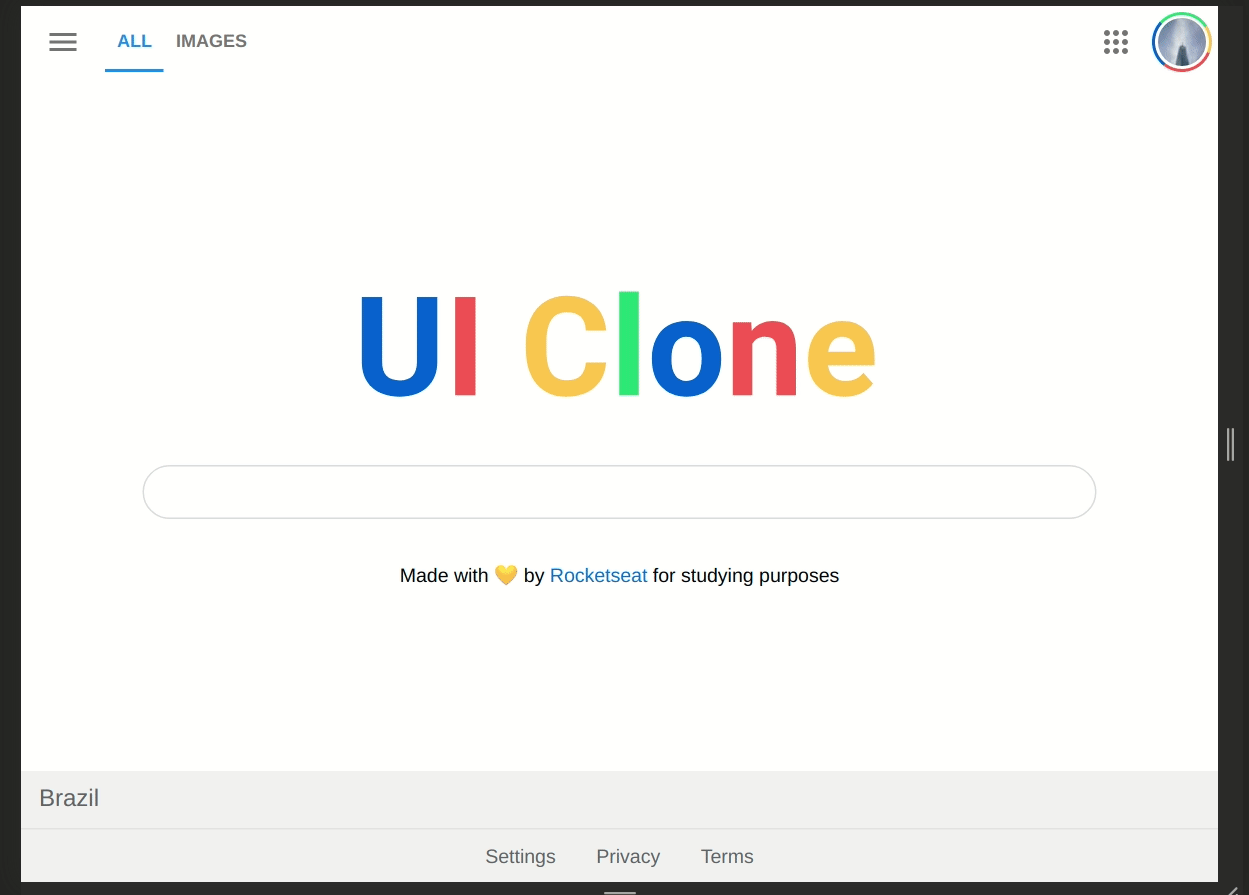 ALL IMAGES
UI Clone
Made with 💛 by Rocketseat for studying purposes
Brazil
Settings Privacy Terms